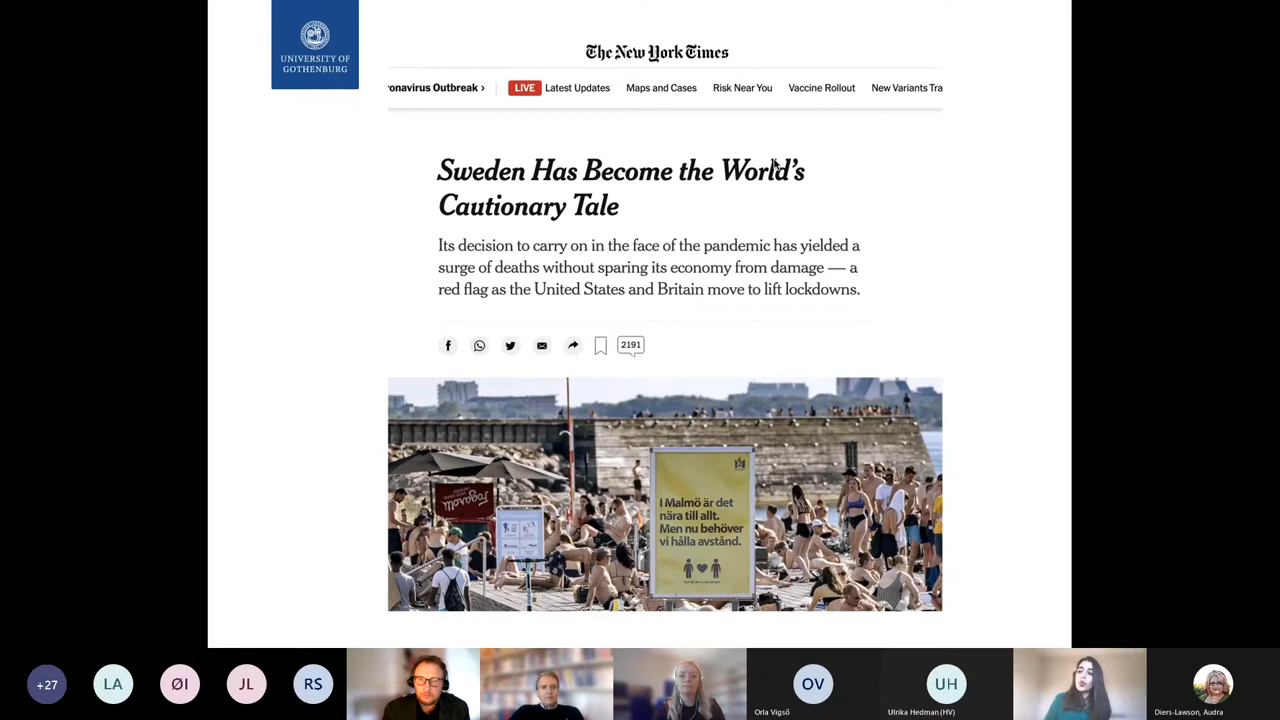 UNIVERSITY OF
GOTHENBURG
The New York Times
onavirus Outbreak ›
LIVE Latest Updates Maps and Cases Risk Near You Vaccine Rollout New Variants Tra
Sweden Has Become the World's
Cautionary Tale
Its decision to carry on in the face of the pandemic has yielded a
surge of deaths without sparing its economy from damage — a
red flag as the United States and Britain move to lift lockdowns.
2191
I Malmö är det
nära till allt.
Men nu behöver
vi hålla avstånd.
+27
LA
ØI
JL
RS
OV
Orla Vigsö
UH
Ulrika Hedman (HV)
Diers-Lawson, Audra